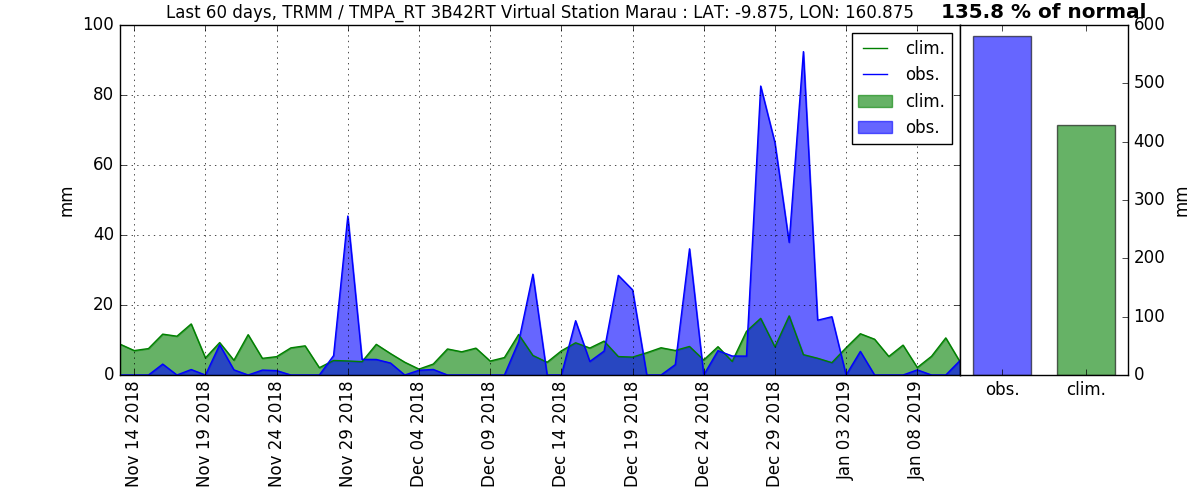 Last 60 days, TRMM / TMPA_RT 3B42RT Virtual Station Marau : LAT: -9.875, LON: 160.875
135.8 % of normal
100
80
60
40
20
0
mm
clim.
obs.
clim.
obs.
600
500
400
300
200
100
0
mm
obs.
clim.
Nov 14 2018
Nov 19 2018
Nov 24 2018
Nov 29 2018
Dec 04 2018
Dec 09 2018
Dec 14 2018
Dec 19 2018
Dec 24 2018
Dec 29 2018
Jan 03 2019
Jan 08 2019